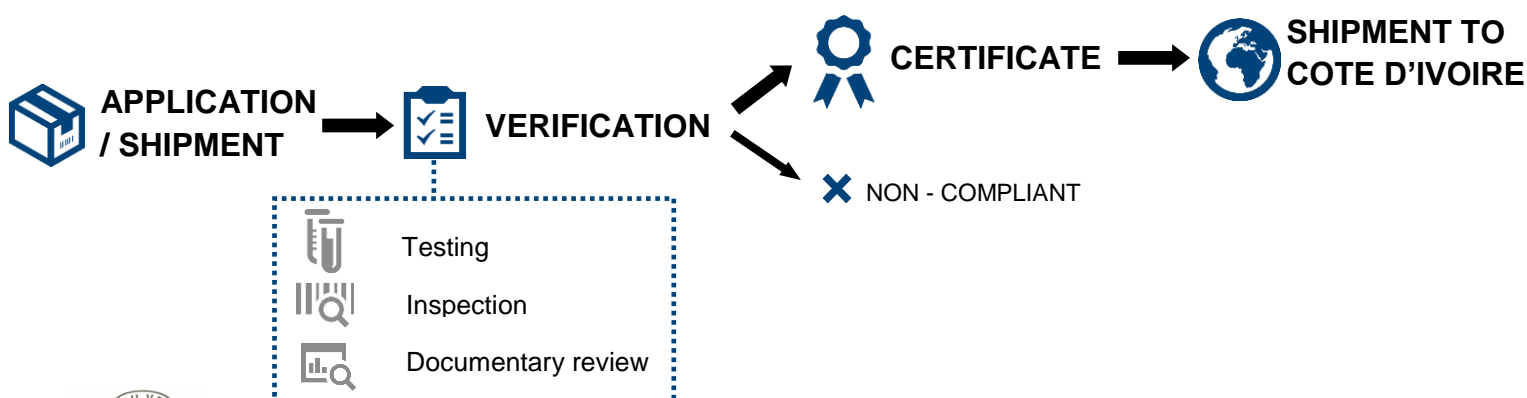 APPLICATION
/ SHIPMENT
VERIFICATION
CERTIFICATE
SHIPMENT TO
COTE D’IVOIRE
NON - COMPLIANT
Testing
Inspection
Documentary review